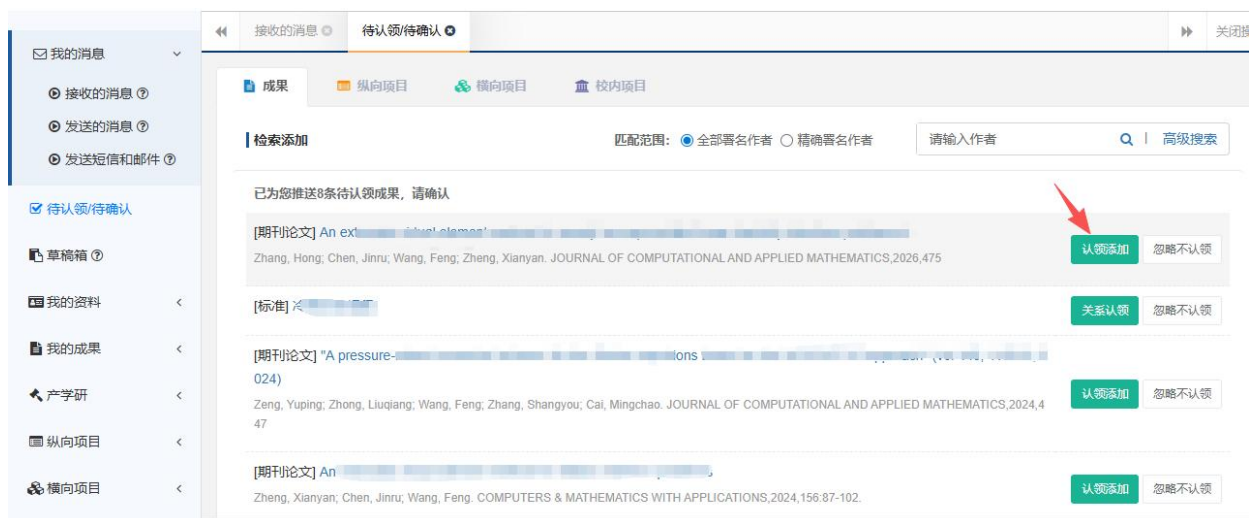 接收的消息 待认领/待确认 关闭
我的消息
成果 纵向项目 横向项目 校内项目
接收的消息
发送的消息
检索添加 匹配范围： 全部署名作者 精确署名作者 请输入作者 高级搜索
发送短信和邮件
已为您推送8条待认领成果，请确认
待认领/待确认
[期刊论文] An
认领添加 忽略不认领
草稿箱
Zhang, Hong; Chen, Jinru; Wang, Feng; Zheng, Xianyan. JOURNAL OF COMPUTATIONAL AND APPLIED MATHEMATICS,2026,475
我的资料
[标准]
关系认领 忽略不认领
我的成果
[期刊论文] "A pressure-
024)
产学研
认领添加 忽略不认领
Zeng, Yuping; Zhong, Liuqiang; Wang, Feng; Zhang, Shangyou; Cai, Mingchao. JOURNAL OF COMPUTATIONAL AND APPLIED MATHEMATICS,2024,4
47
纵向项目
[期刊论文] An
横向项目
认领添加 忽略不认领
Zheng, Xianyan; Chen, Jinru; Wang, Feng. COMPUTERS & MATHEMATICS WITH APPLICATIONS,2024,156:87-102.